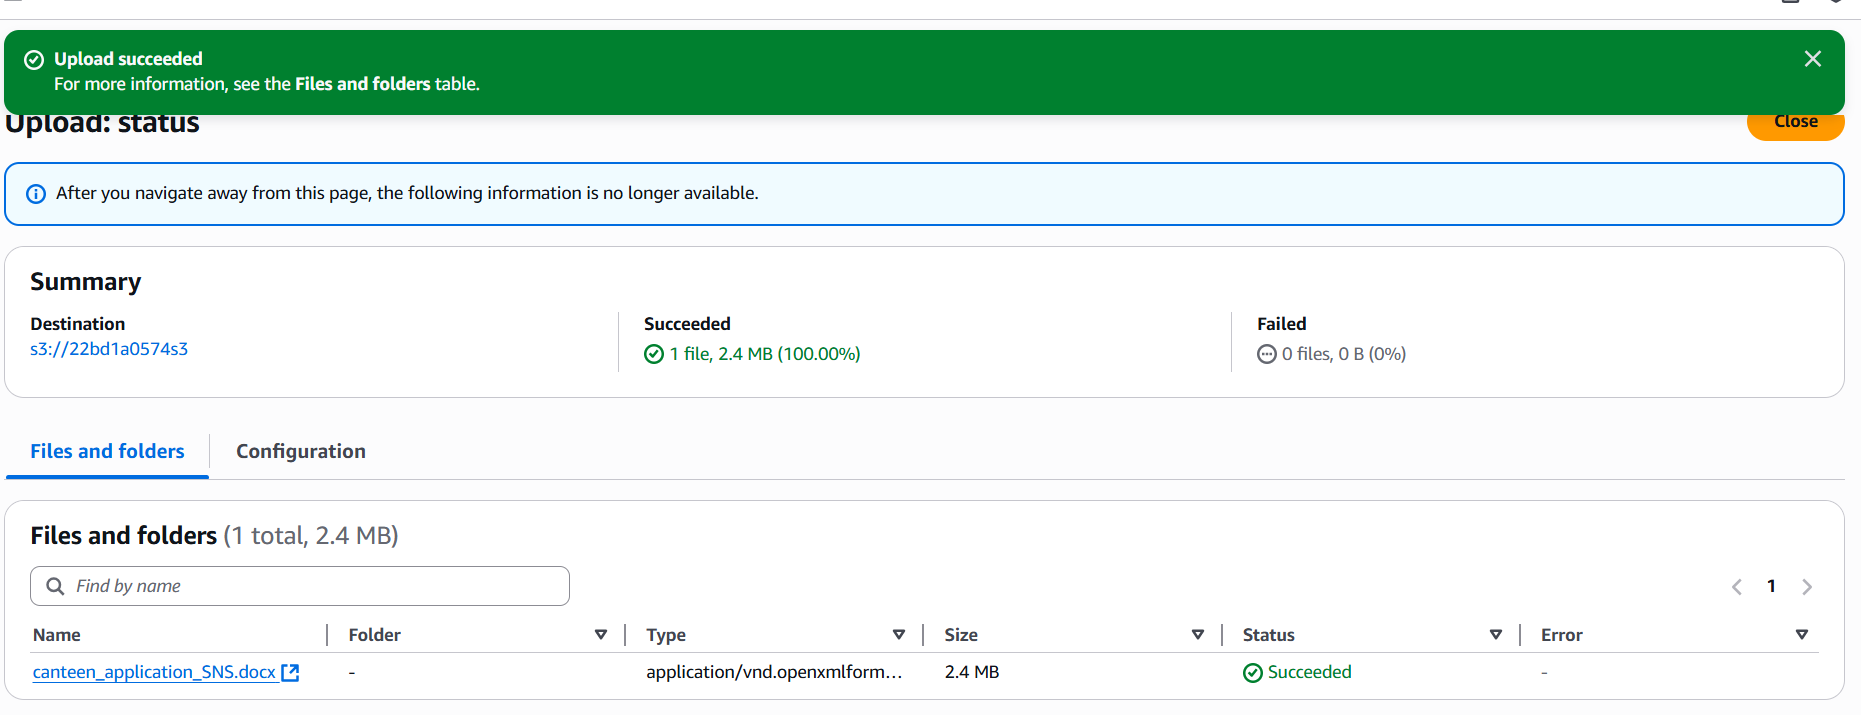 Upload succeeded
For more information, see the Files and folders table.
Upload: status
Close
After you navigate away from this page, the following information is no longer available.
Summary
Destination
s3://22bd1a0574s3
Succeeded
1 file, 2.4 MB (100.00%)
Failed
0 files, 0 B (0%)
Files and folders
Configuration
Files and folders (1 total, 2.4 MB)
Find by name
1
Name Folder Type Size Status Error
canteen_application_SNS.docx - application/vnd.openxmlform... 2.4 MB Succeeded -